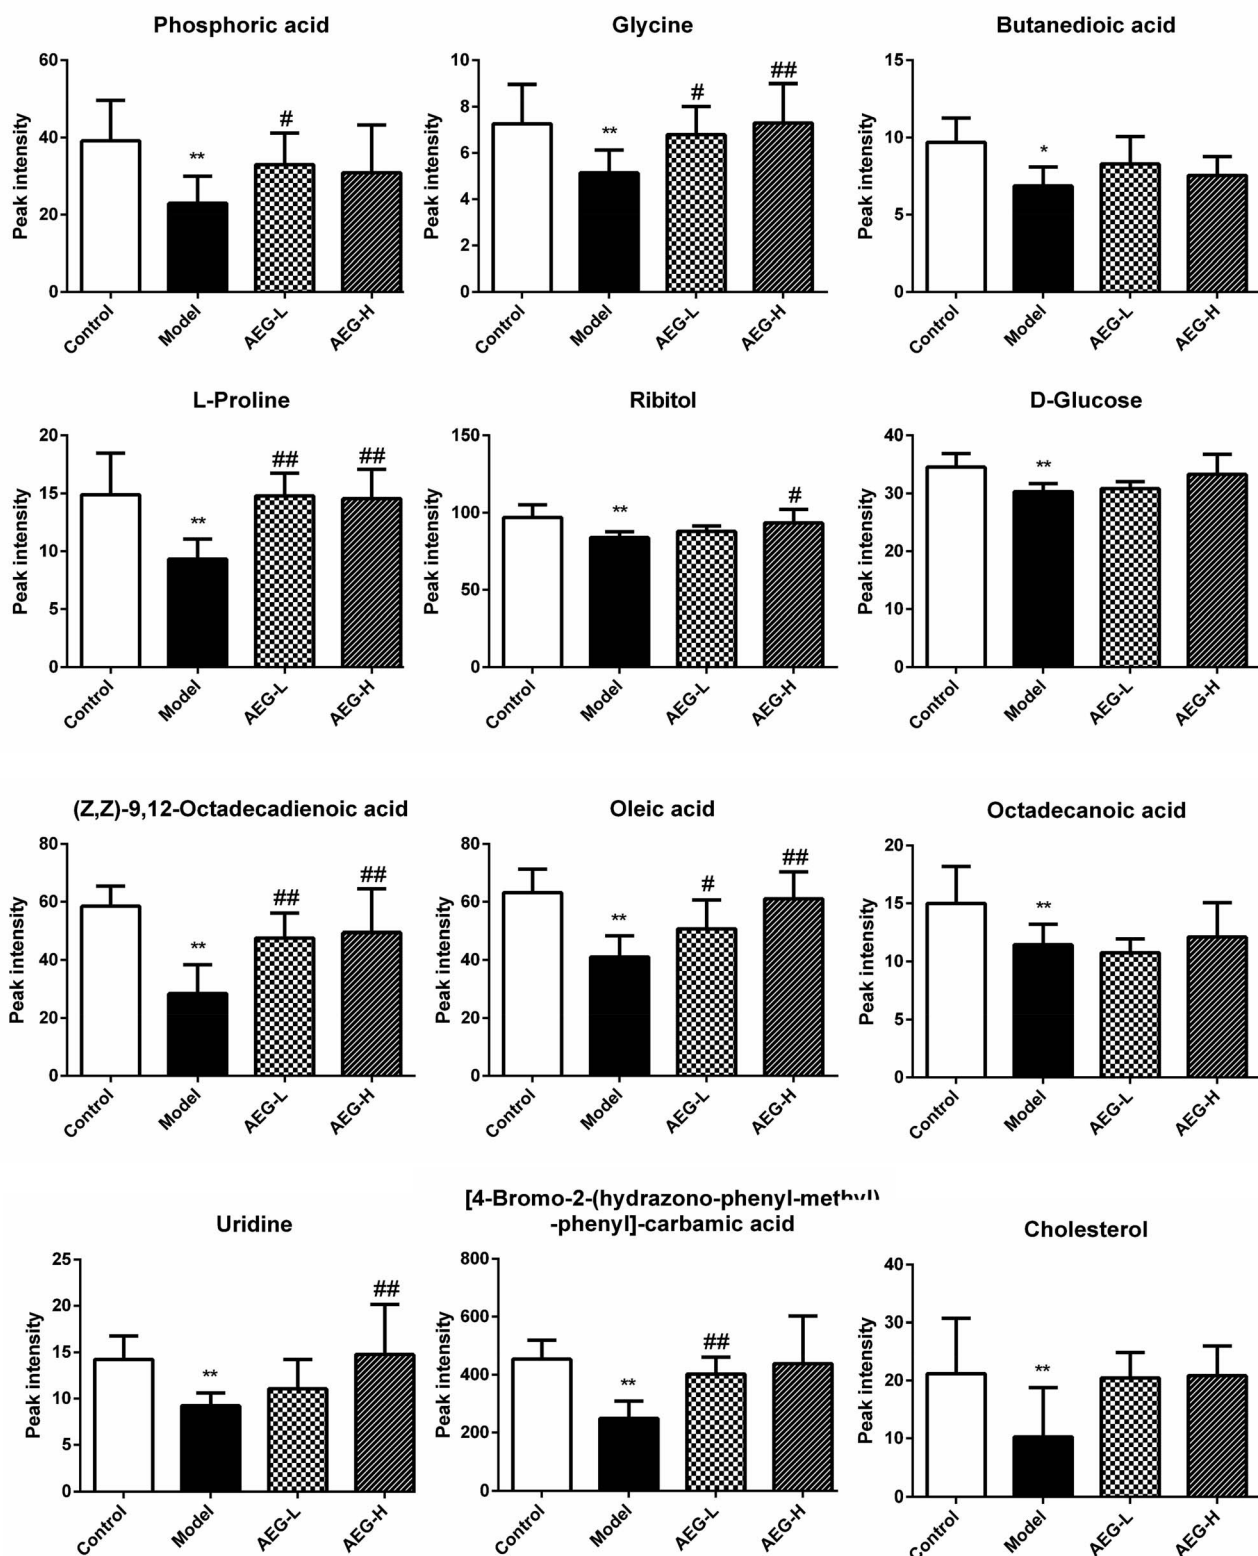 Phosphoric acid
Peak intensity
60
40
20
0
**
#
Control
Model
AEG-L
AEG-H
Glycine
Peak intensity
10
8
6
4
2
0
**
#
##
Control
Model
AEG-L
AEG-H
Butanedioic acid
Peak intensity
15
10
5
0
*
Control
Model
AEG-L
AEG-H
L-Proline
Peak intensity
20
15
10
5
0
**
##
##
Control
Model
AEG-L
AEG-H
Ribitol
Peak intensity
150
100
50
0
**
#
Control
Model
AEG-L
AEG-H
D-Glucose
Peak intensity
40
30
20
10
0
**
Control
Model
AEG-L
AEG-H
(Z,Z)-9,12-Octadecadienoic acid
Peak intensity
80
60
40
20
0
**
##
##
Control
Model
AEG-L
AEG-H
Oleic acid
Peak intensity
80
60
40
20
0
**
#
##
Control
Model
AEG-L
AEG-H
Octadecanoic acid
Peak intensity
20
15
10
5
0
**
Control
Model
AEG-L
AEG-H
Uridine
Peak intensity
25
20
15
10
5
0
**
##
Control
Model
AEG-L
AEG-H
[4-Bromo-2-(hydrazono-phenyl-methyl)
-phenyl]-carbamic acid
Peak intensity
800
600
400
200
0
**
##
Control
Model
AEG-L
AEG-H
Cholesterol
Peak intensity
40
30
20
10
0
**
Control
Model
AEG-L
AEG-H